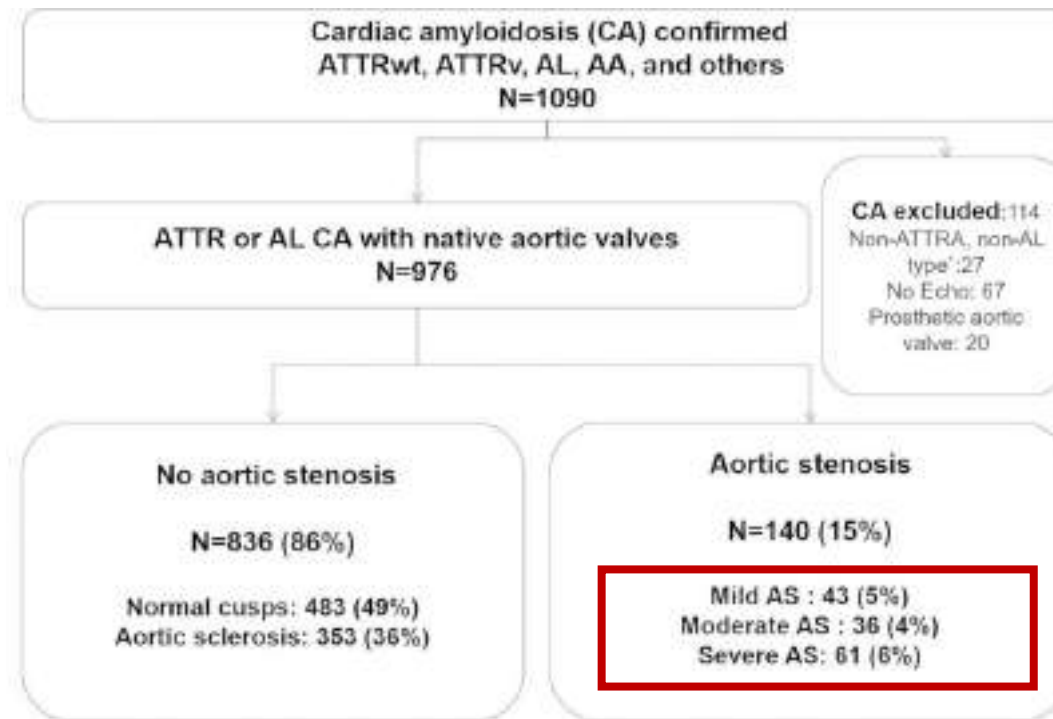 Cardiac amyloidosis (CA) confirmed
ATTRwt, ATTRv, AL, AA, and others
N=1090
CA excluded:114
Non-ATTRA, non-AL
type*:27
No Echo: 67
Prosthetic aortic
valve: 20
ATTR or AL CA with native aortic valves
N=976
No aortic stenosis
N=836 (86%)
Normal cusps: 483 (49%)
Aortic sclerosis: 353 (36%)
Aortic stenosis
N=140 (15%)
Mild AS : 43 (5%)
Moderate AS : 36 (4%)
Severe AS: 61 (6%)